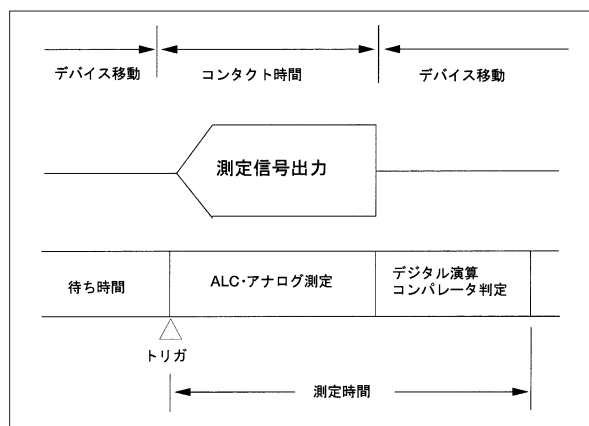 デバイス移動
コンタクト時間
デバイス移動
測定信号出力
待ち時間
ALC・アナログ測定
デジタル演算
コンパレータ判定
トリガ
測定時間